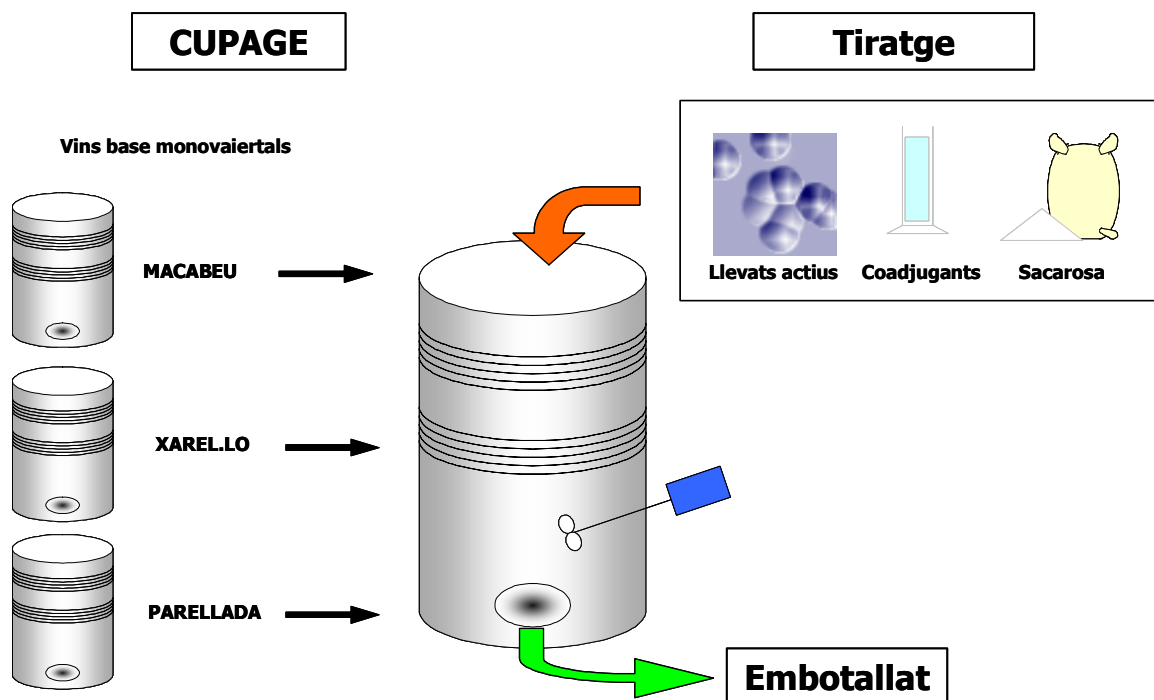 CUPAGE
Tiratge
Vins base monovaiertals
Llevats actius
Coadjugants
Sacarosa
MACABEU
XAREL.LO
PARELLADA
Embotallat